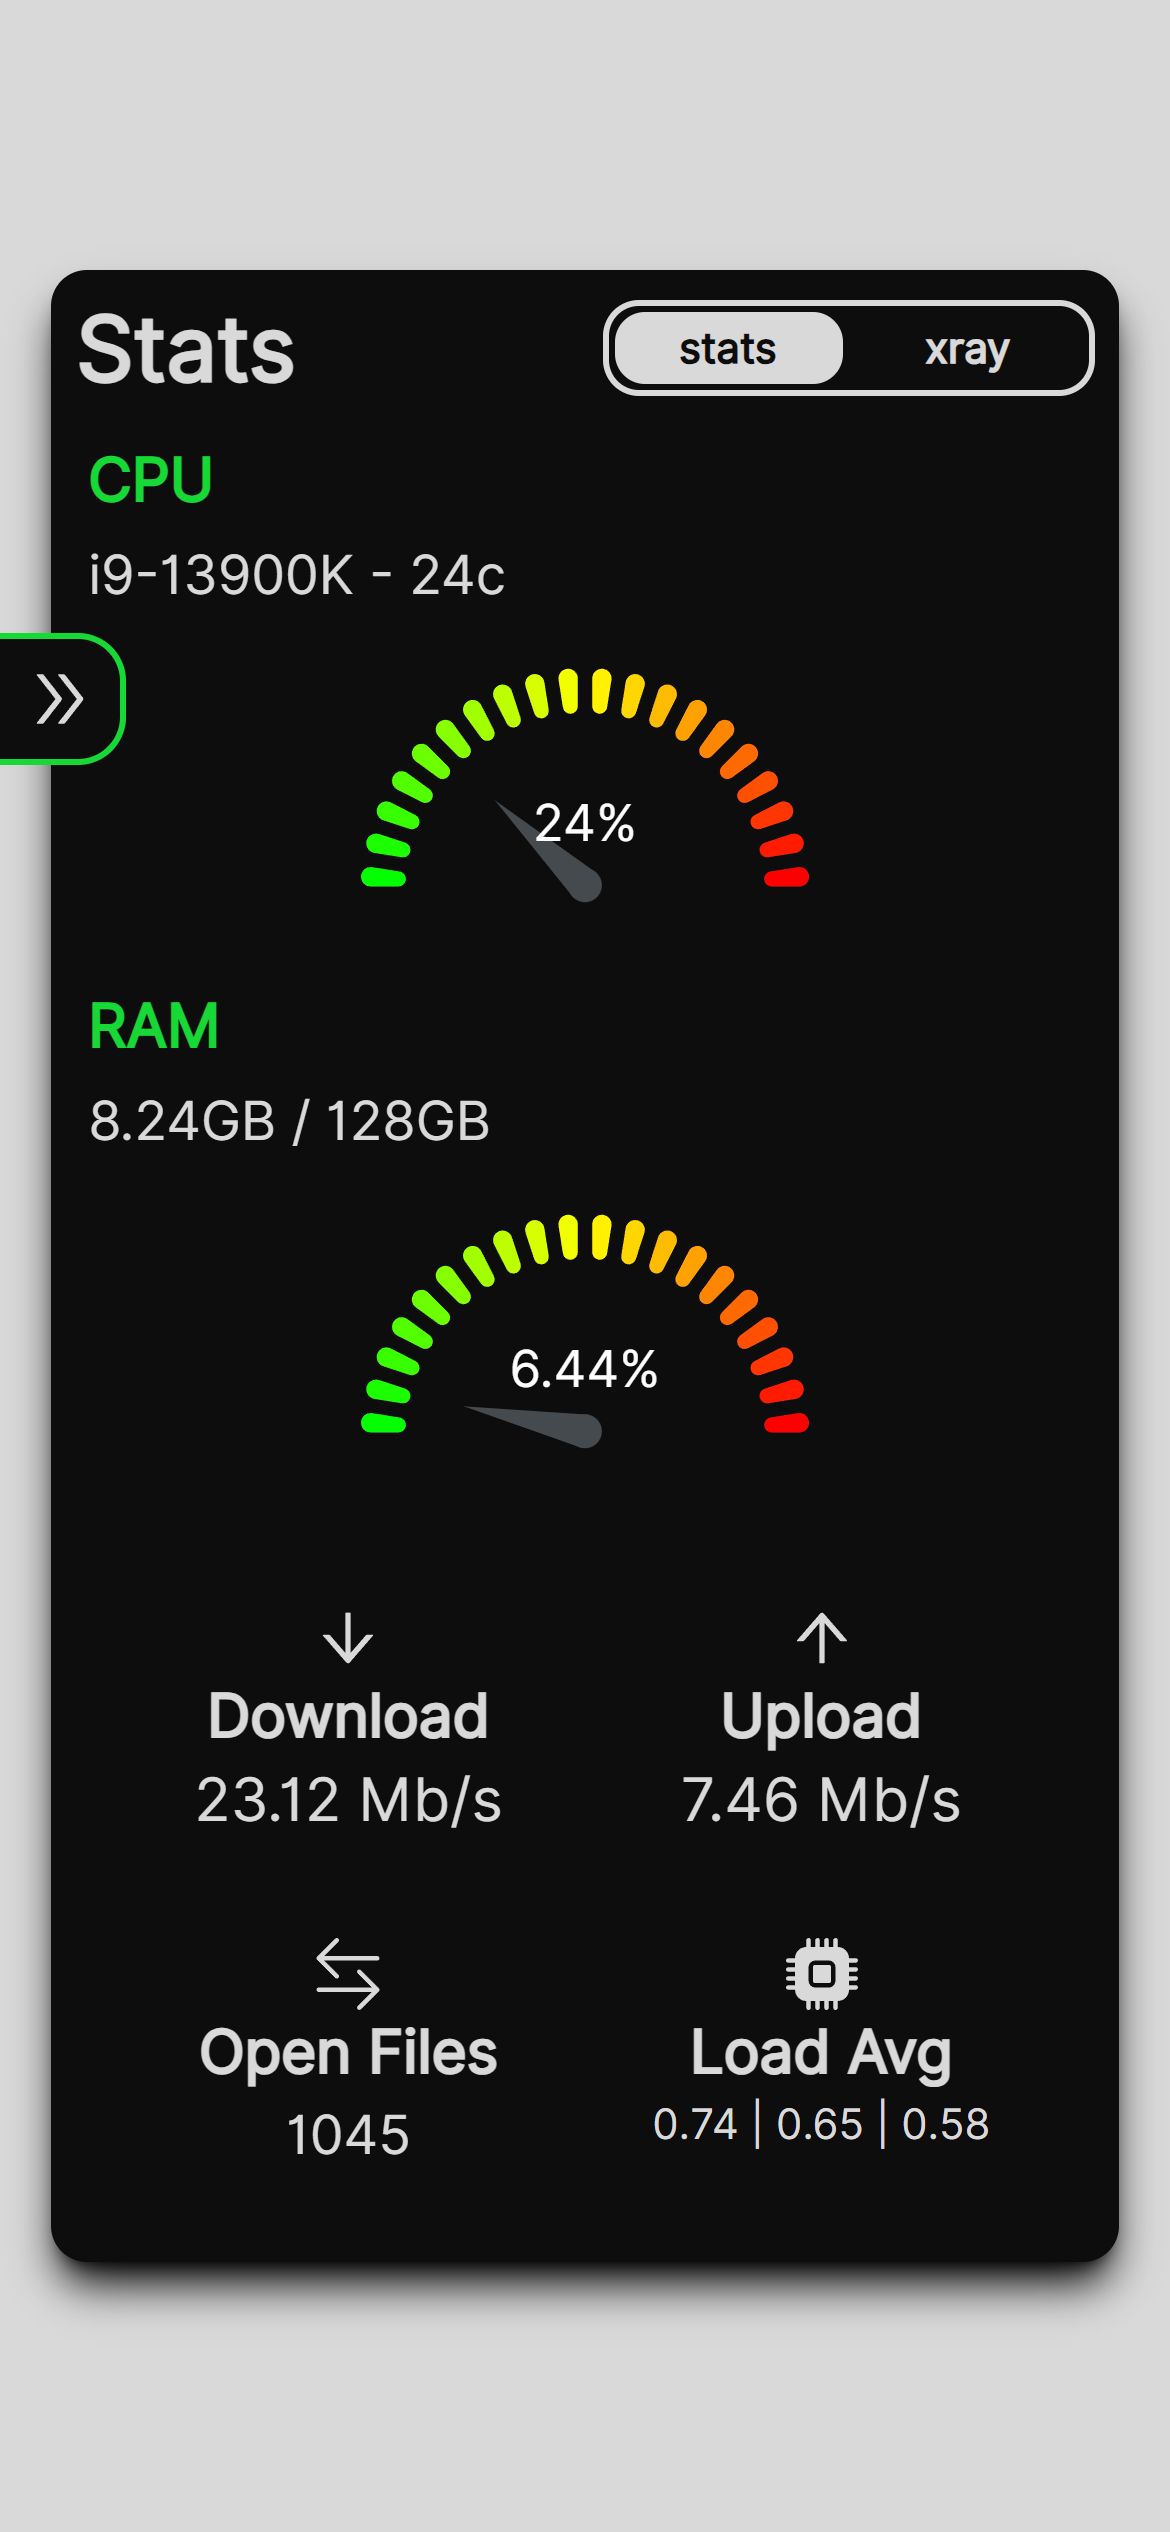 Stats
stats
xray
CPU
i9-13900K - 24c
24%
RAM
8.24GB / 128GB
6.44%
Download
Upload
23.12 Mb/s
7.46 Mb/s
Open Files
Load Avg
1045
0.74 | 0.65 | 0.58